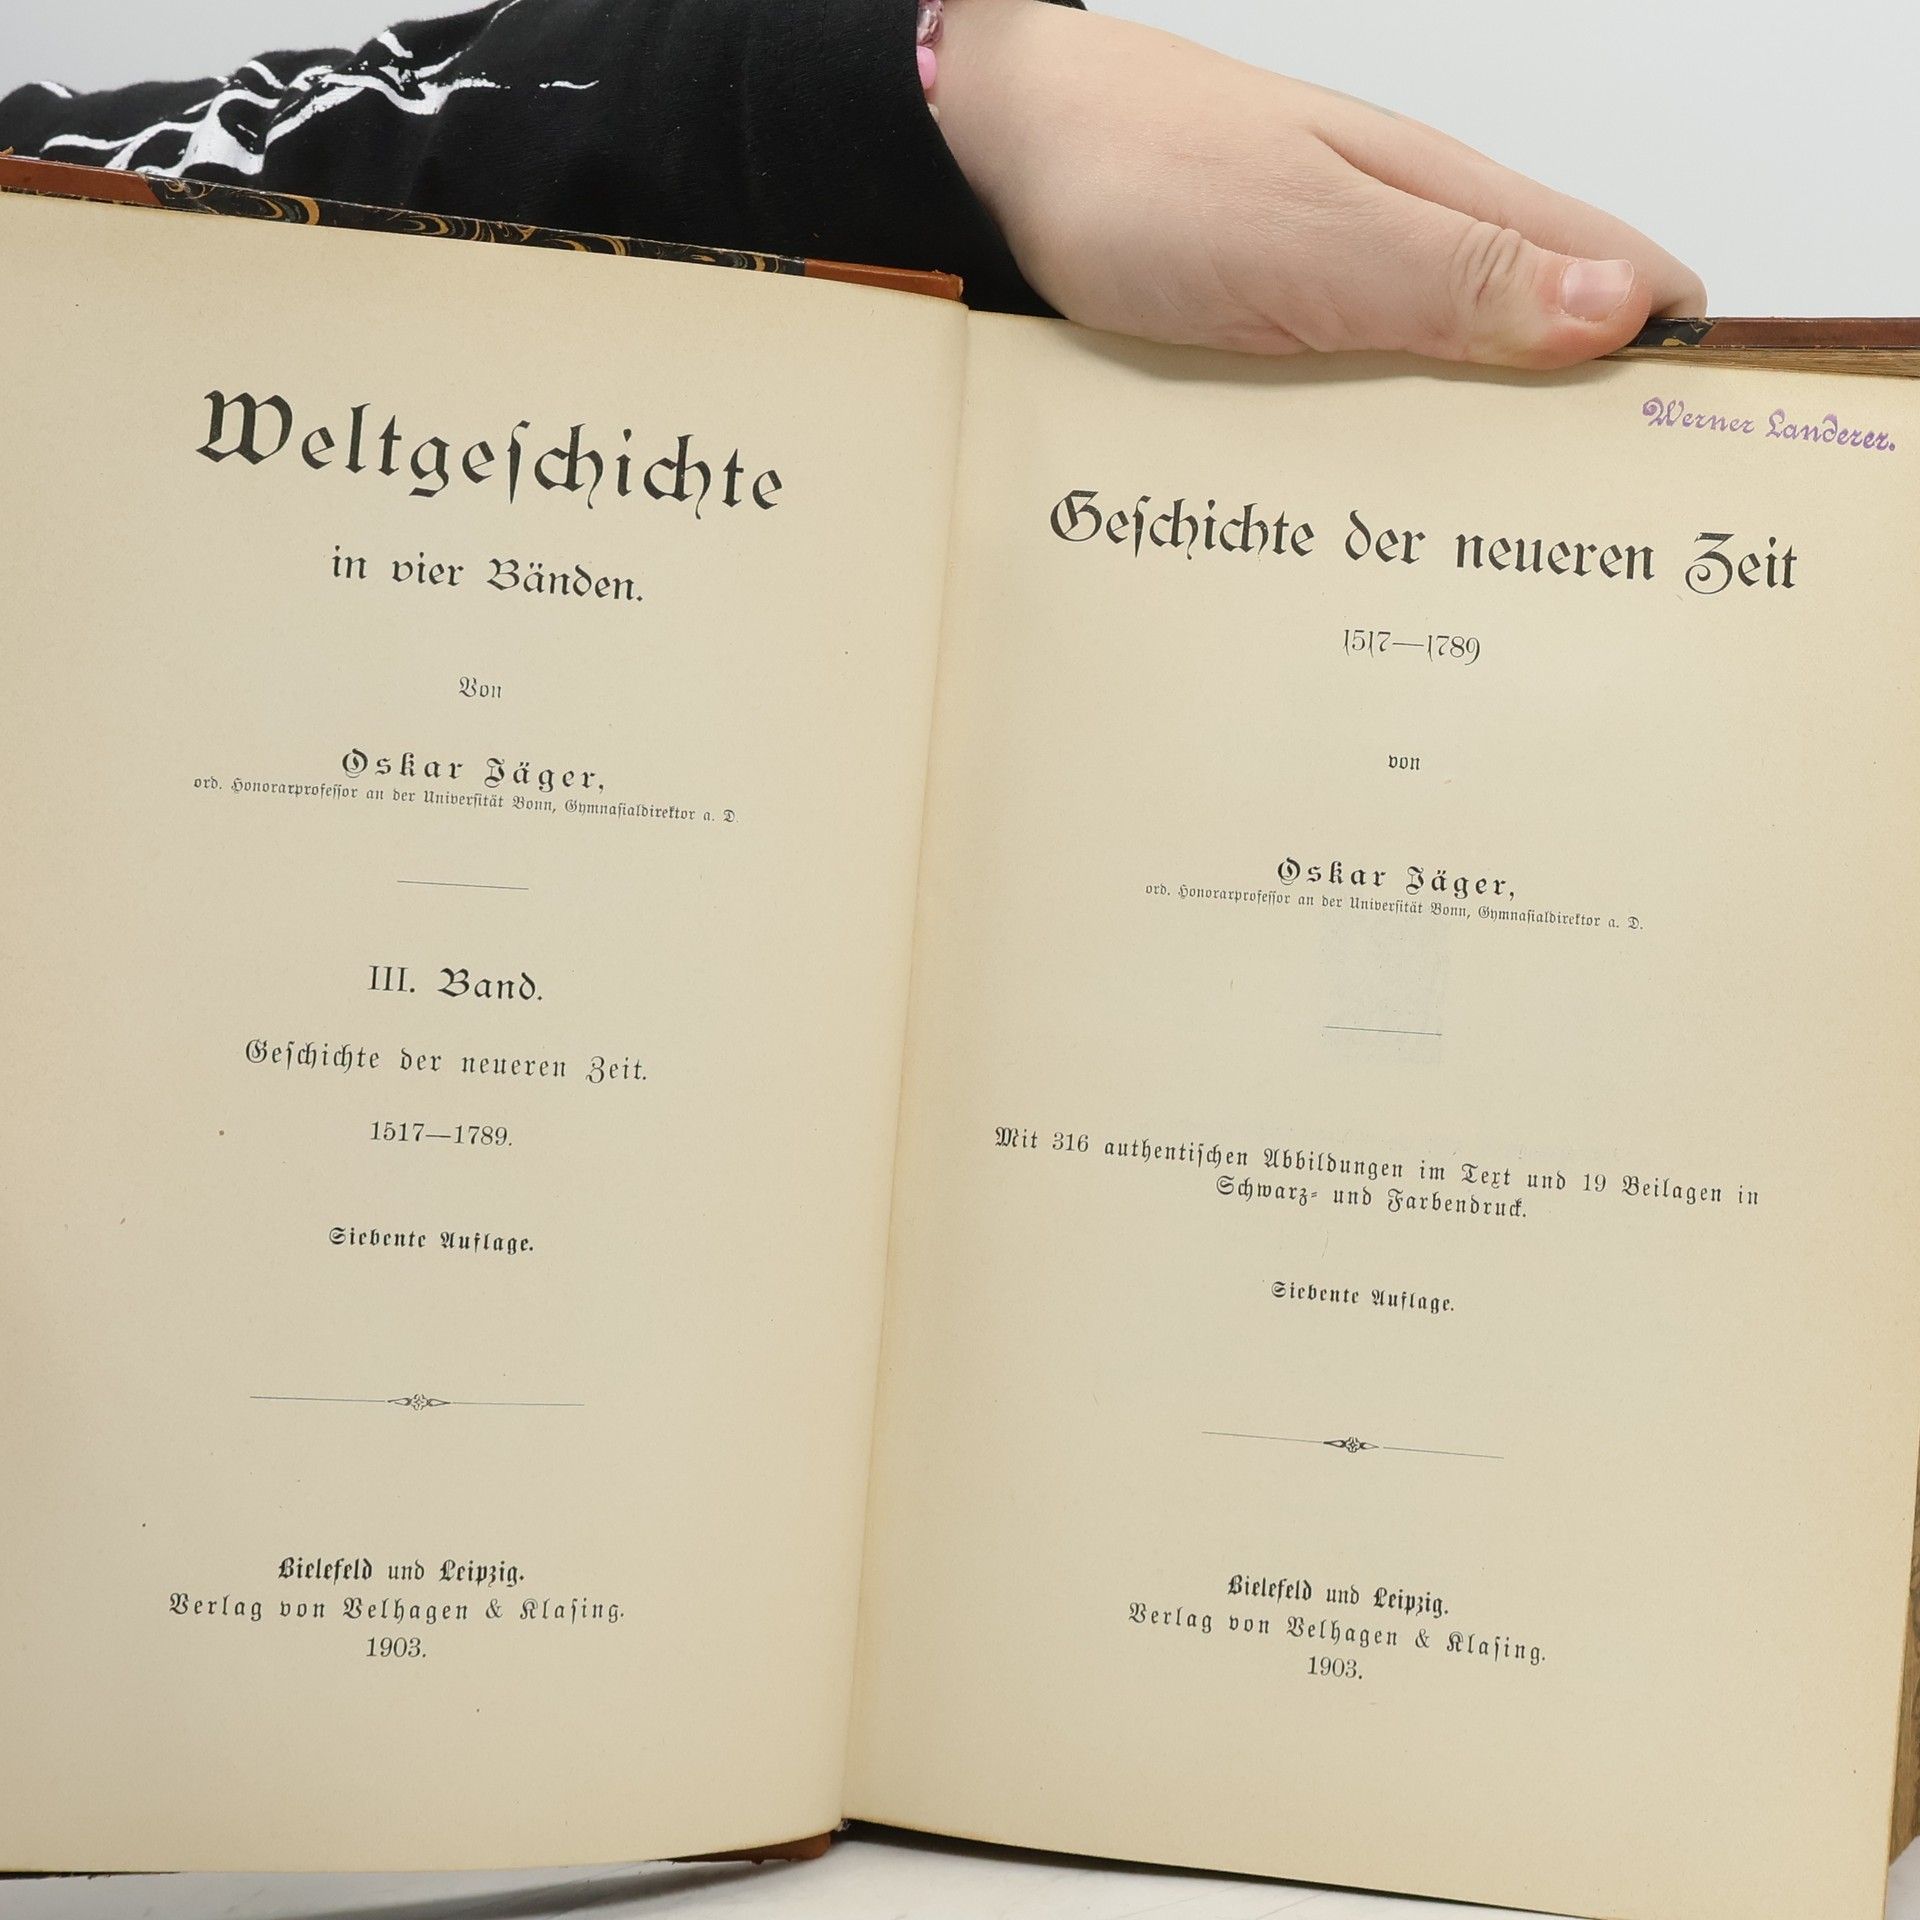 Weltgeſchichte
in vier Bänden.
Von
Oskar Jäger,
ord. Honorarprofeſſor an der Univerſität Bonn, Gymnaſialdirektor a. D.
III. Band.
Geſchichte der neueren Zeit.
1517—1789.
Siebente Auflage.
Bielefeld und Leipzig.
Verlag von Velhagen & Klaſing.
1903.
Werner Landerer.
Geſchichte der neueren Zeit
1517—1789
von
Oskar Jäger,
ord. Honorarprofeſſor an der Univerſität Bonn, Gymnaſialdirektor a. D.
Mit 316 authentiſchen Abbildungen im Text und 19 Beilagen in
Schwarz- und Farbendruck.
Siebente Auflage.
Bielefeld und Leipzig.
Verlag von Velhagen & Klaſing.
1903.